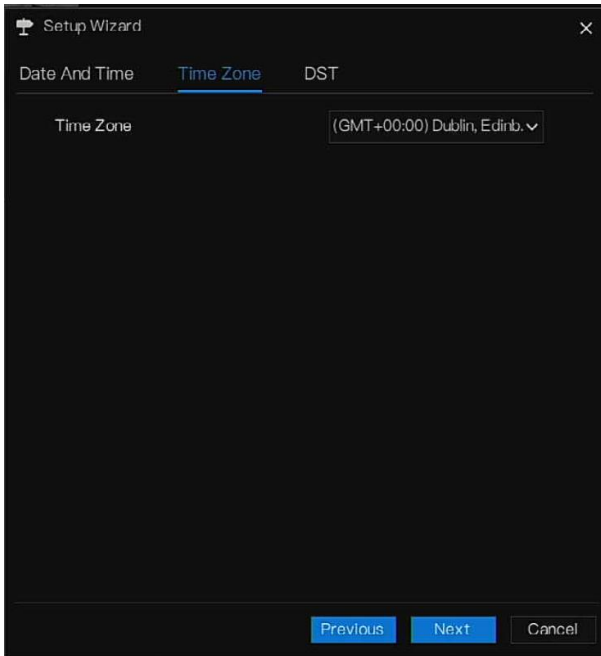 Setup Wizard
Date And Time Time Zone DST
Time Zone (GMT+00:00) Dublin, Edinb.
Previous Next Cancel